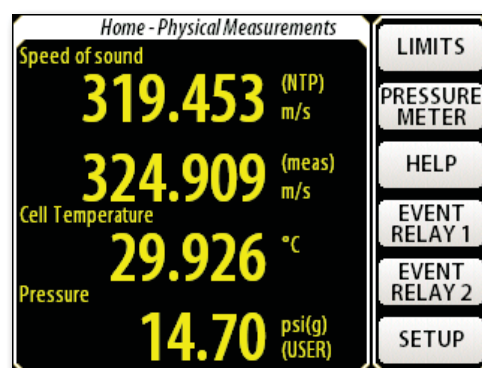 Home - Physical Measurements
Speed of sound
319.453 (NTP) m/s
324.909 (meas) m/s
Cell Temperature
29.926 °C
Pressure
14.70 psi(g) (USER)
LIMITS
PRESSURE
METER
HELP
EVENT
RELAY 1
EVENT
RELAY 2
SETUP